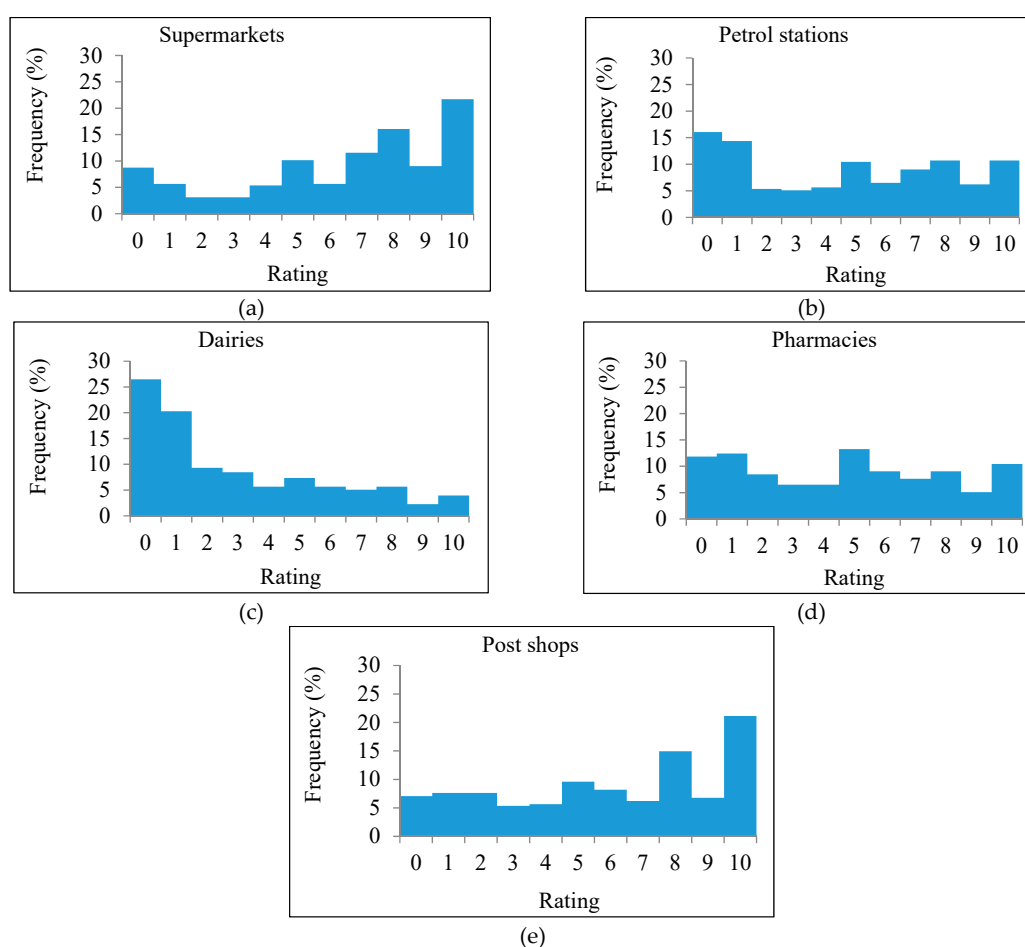 Supermarkets
Frequency (%)
30
25
20
15
10
5
0
0 1 2 3 4 5 6 7 8 9 10
Rating
(a)
Petrol stations
Frequency (%)
30
25
20
15
10
5
0
0 1 2 3 4 5 6 7 8 9 10
Rating
(b)
Dairies
Frequency (%)
30
25
20
15
10
5
0
0 1 2 3 4 5 6 7 8 9 10
Rating
(c)
Pharmacies
Frequency (%)
30
25
20
15
10
5
0
0 1 2 3 4 5 6 7 8 9 10
Rating
(d)
Post shops
Frequency (%)
30
25
20
15
10
5
0
0 1 2 3 4 5 6 7 8 9 10
Rating
(e)